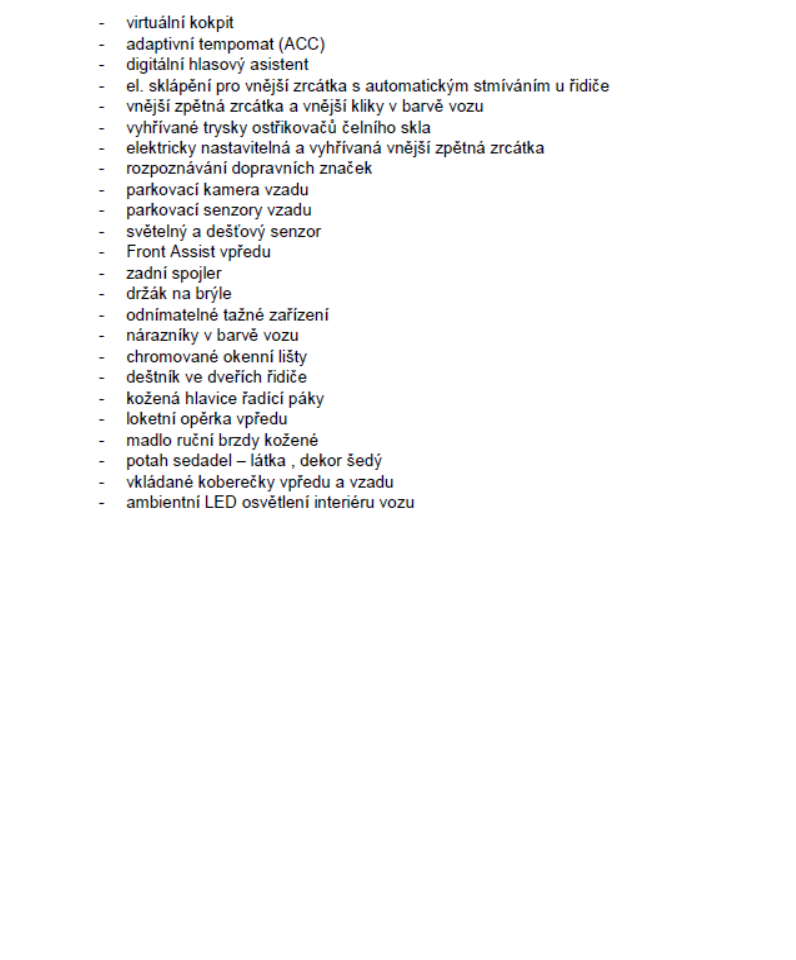 - virtuální kokpit
- adaptivní tempomat (ACC)
- digitální hlasový asistent
- el. sklápění pro vnější zrcátka s automatickým stmíváním u řidiče
- vnější zpětná zrcátka a vnější kliky v barvě vozu
- vyhřívané trysky ostřikovačů čelního skla
- elektricky nastavitelná a vyhřívaná vnější zpětná zrcátka
- rozpoznávání dopravních značek
- parkovací kamera vzadu
- parkovací senzory vzadu
- světelný a dešťový senzor
- Front Assist vpředu
- zadní spojler
- držák na brýle
- odnímatelné tažné zařízení
- nárazníky v barvě vozu
- chromované okenní lišty
- deštník ve dveřích řidiče
- kožená hlavice řadící páky
- loketní opěrka vpředu
- madlo ruční brzdy kožené
- potah sedadel – látka , dekor šedý
- vkládané koberečky vpředu a vzadu
- ambientní LED osvětlení interiéru vozu